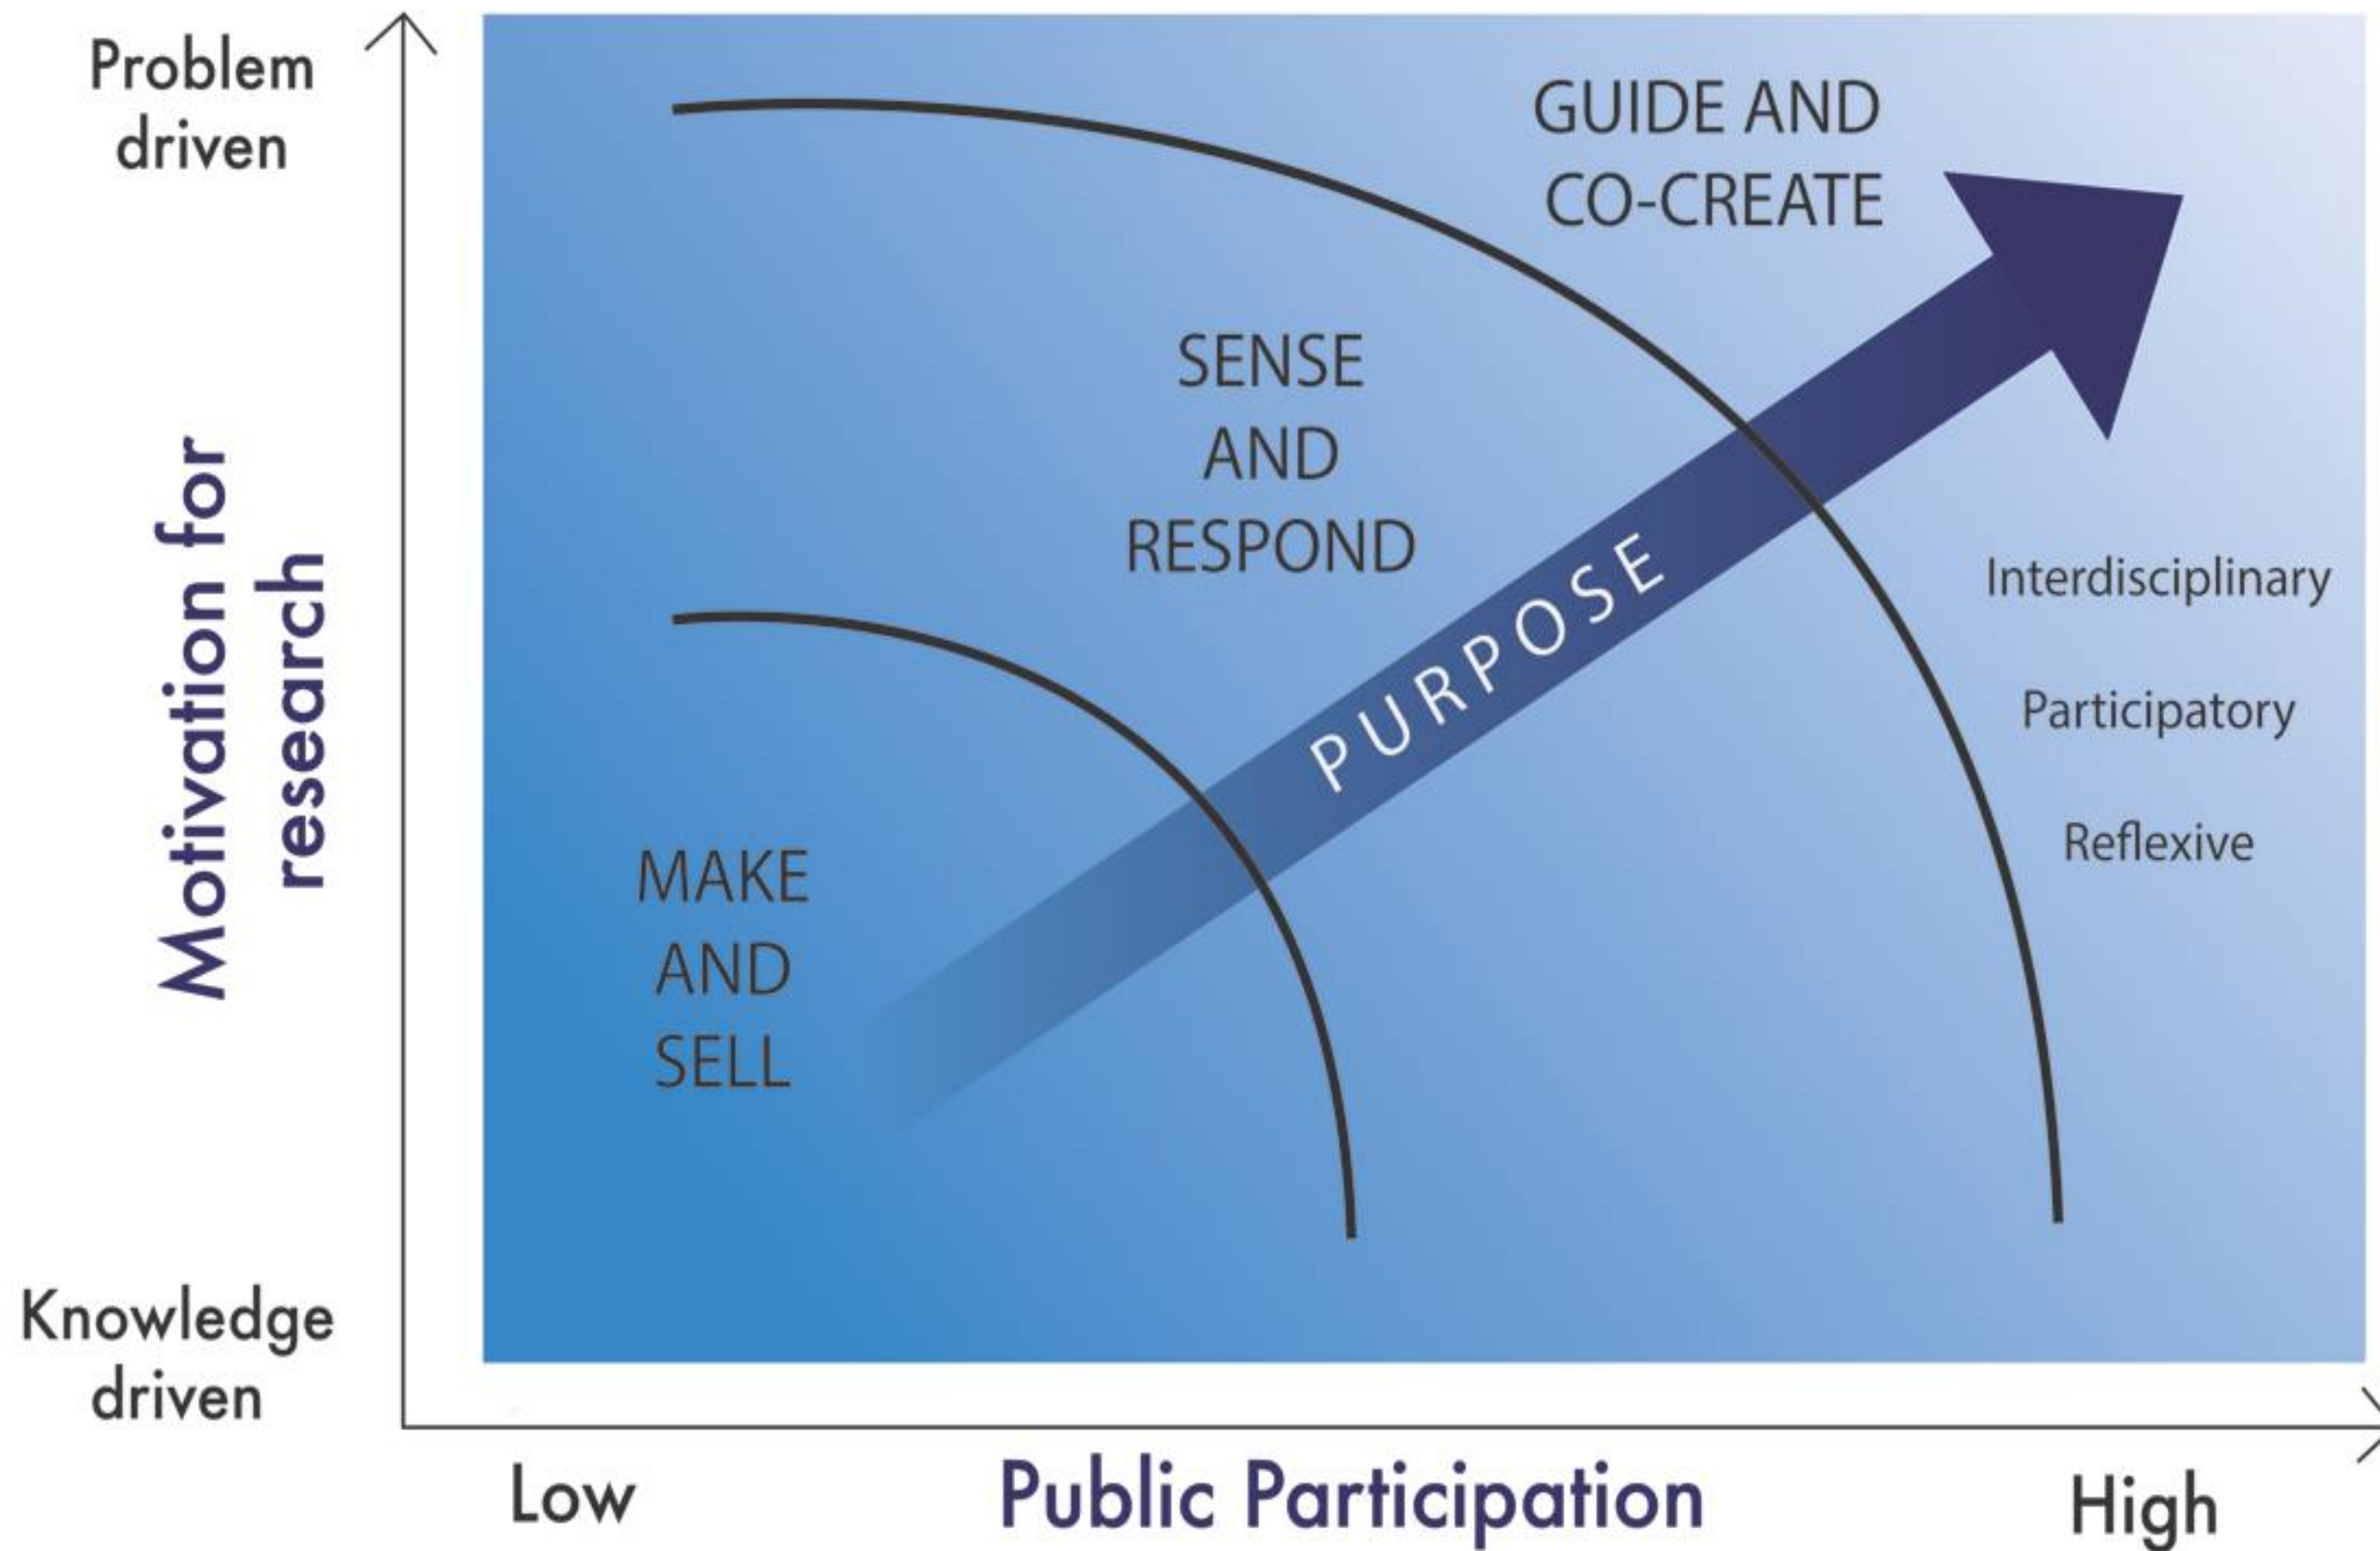 Problem
driven
GUIDE AND
CO-CREATE
SENSE
AND
RESPOND
PURPOSE
Interdisciplinary
Participatory
Reflexive
MAKE
AND
SELL
Motivation for
research
Knowledge
driven
Low
Public Participation
High